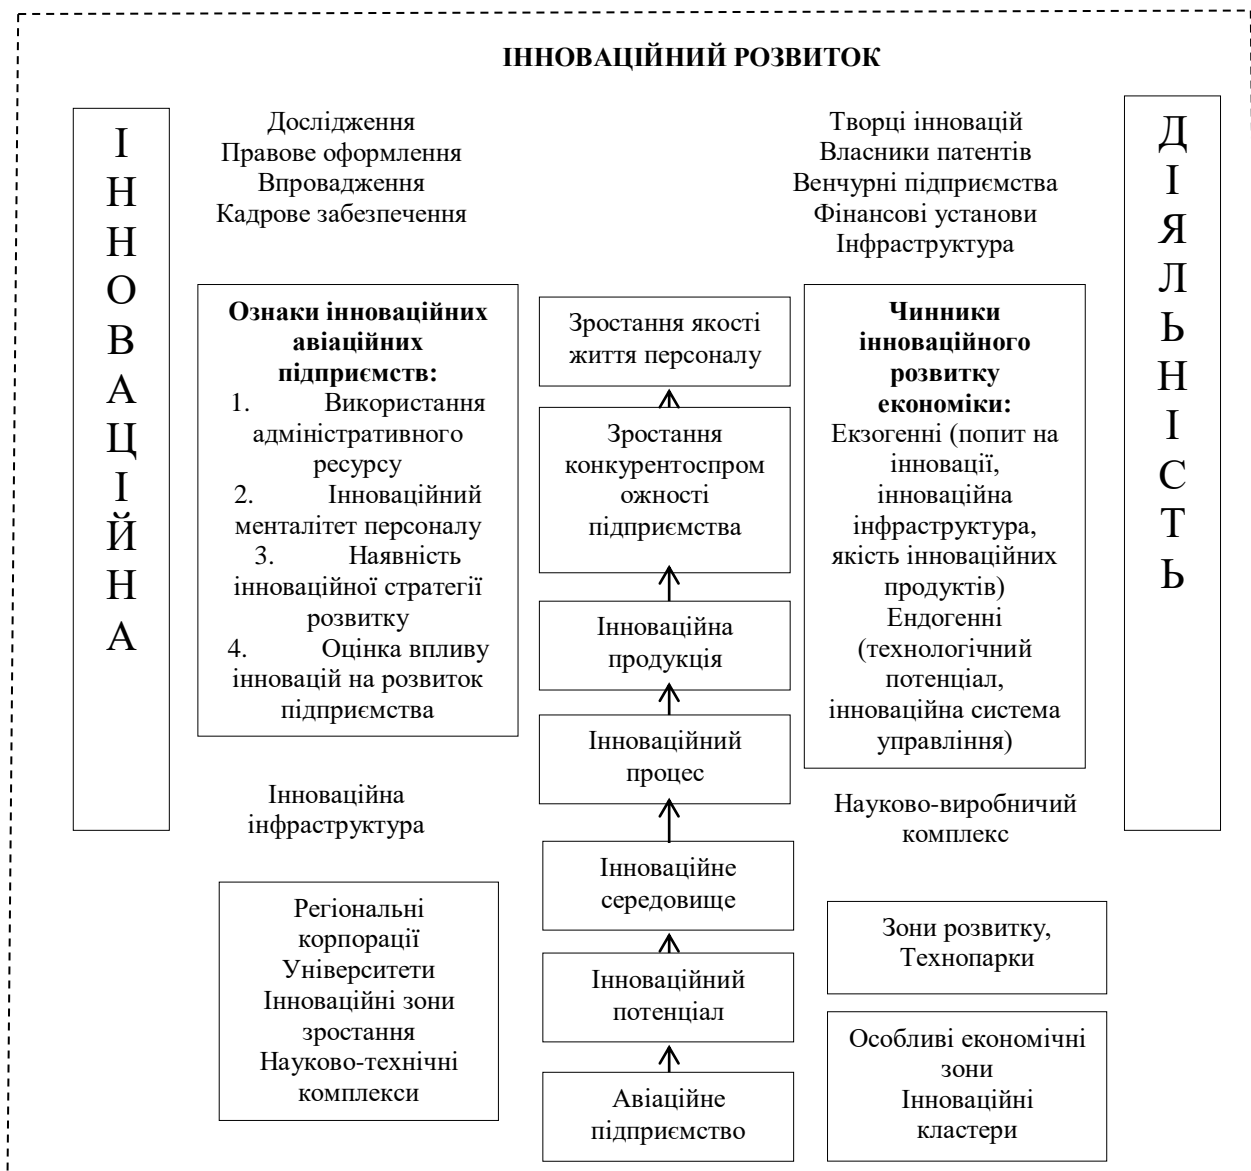 ІННОВАЦІЙНИЙ РОЗВИТОК
І
Н
Н
О
В
А
Ц
І
Й
Н
А
Дослідження
Правове оформлення
Впровадження
Кадрове забезпечення
Творці інновацій
Власники патентів
Венчурні підприємства
Фінансові установи
Інфраструктура
Д
І
Я
Л
Ь
Н
І
С
Т
Ь
Ознаки інноваційних
авіаційних
підприємств:
1. Використання
адміністративного
ресурсу
2. Інноваційний
менталітет персоналу
3. Наявність
інноваційної стратегії
розвитку
4. Оцінка впливу
інновацій на розвиток
підприємства
Зростання якості
життя персоналу
Зростання
конкурентоспром
ожності
підприємства
Інноваційна
продукція
Інноваційний
процес
Інноваційне
середовище
Інноваційний
потенціал
Авіаційне
підприємство
Чинники
інноваційного
розвитку
економіки:
Екзогенні (попит на
інновації,
інноваційна
інфраструктура,
якість інноваційних
продуктів)
Ендогенні
(технологічний
потенціал,
інноваційна система
управління)
Інноваційна
інфраструктура
Науково-виробничий
комплекс
Регіональні
корпорації
Університети
Інноваційні зони
зростання
Науково-технічні
комплекси
Зони розвитку,
Технопарки
Особливі економічні
зони
Інноваційні
кластери